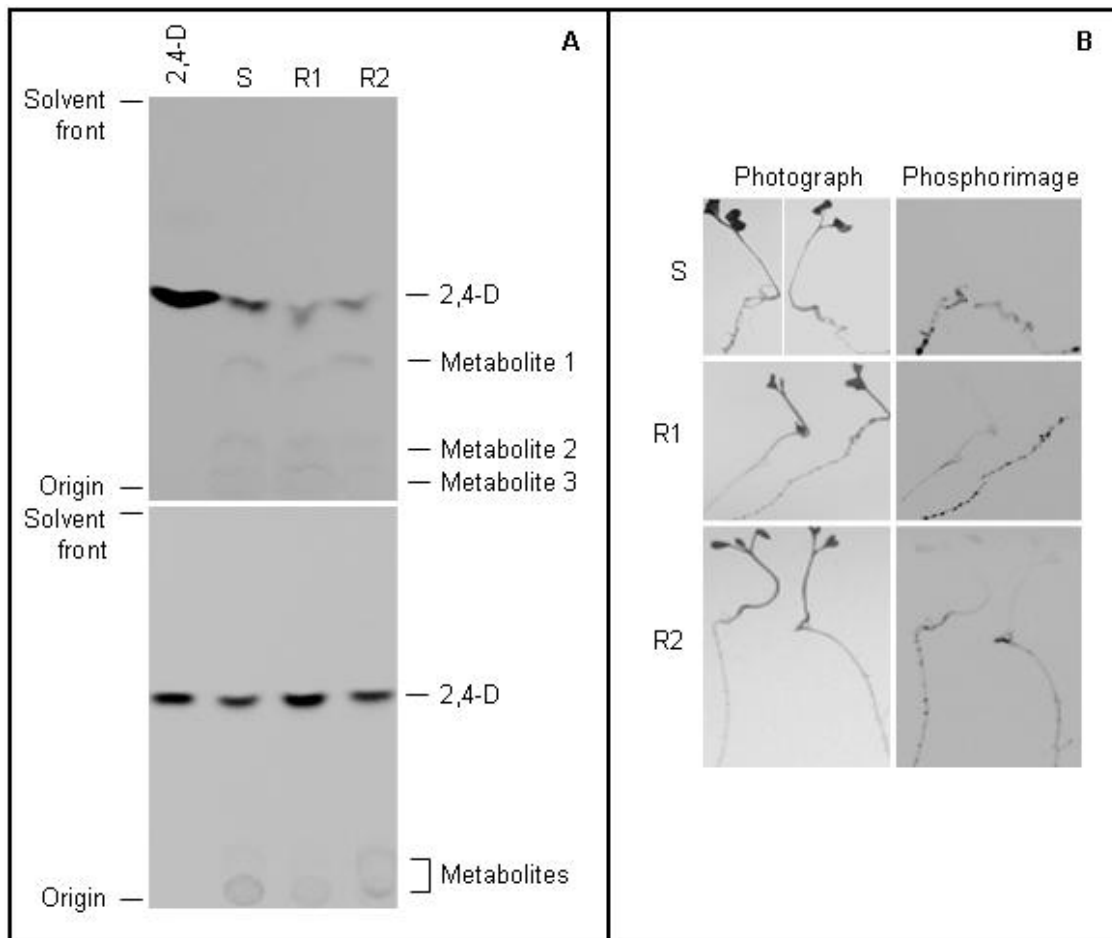 A
2,4-D
S
R1
R2
Solvent
front
2,4-D
Metabolite 1
Metabolite 2
Metabolite 3
Origin
Solvent
front
2,4-D
Metabolites
Origin
B
Photograph
Phosphorimage
S
R1
R2